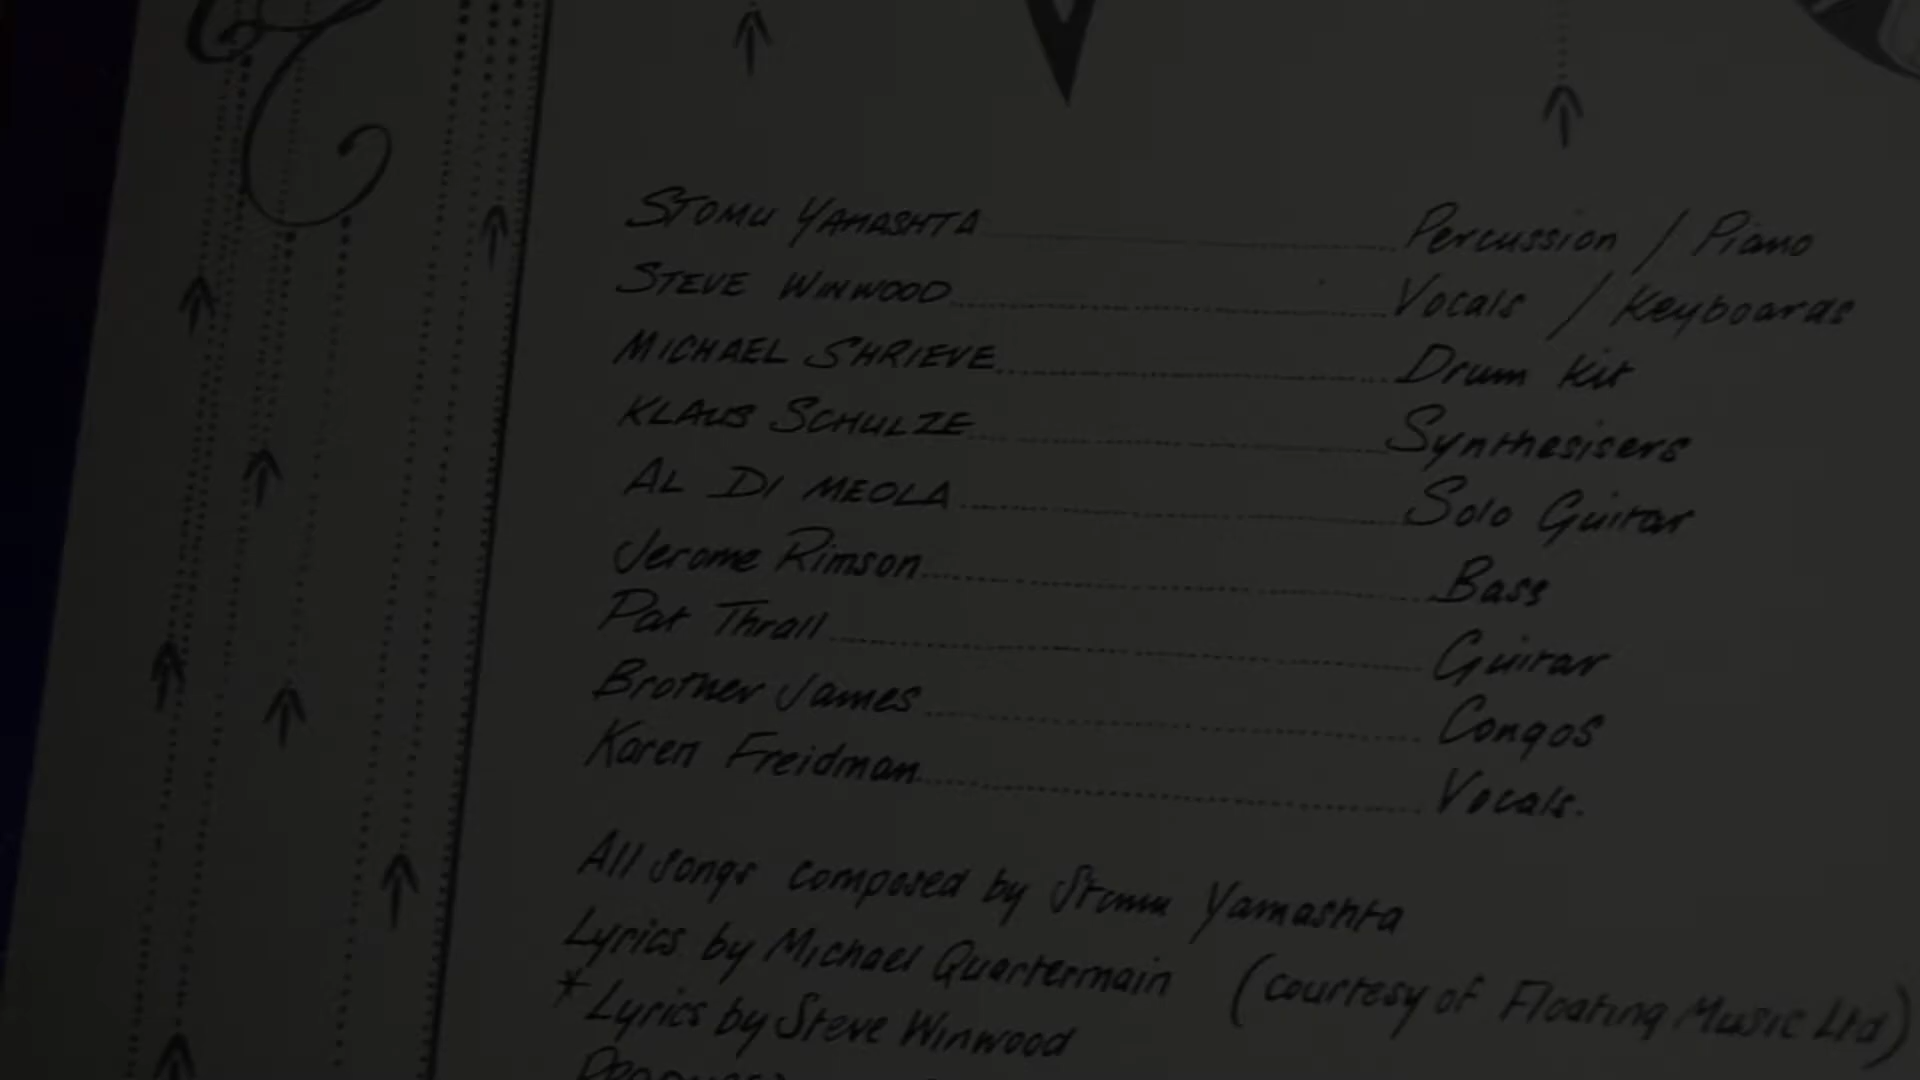 STOMU YAMASHTA Percussion / Piano
STEVE WINWOOD Vocals / Keyboards
MICHAEL SHRIEVE Drum Kit
KLAUS SCHULZE Synthesisers
AL DI MEOLA Solo Guitar
Jerome Rimson Bass
Pat Thrall Guitar
Brother James Congos
Karen Freidman Vocals.
All songs composed by Stomu Yamashta
Lyrics by Michael Quartermain (courtesy of Floating Music Ltd)
*Lyrics by Steve Winwood